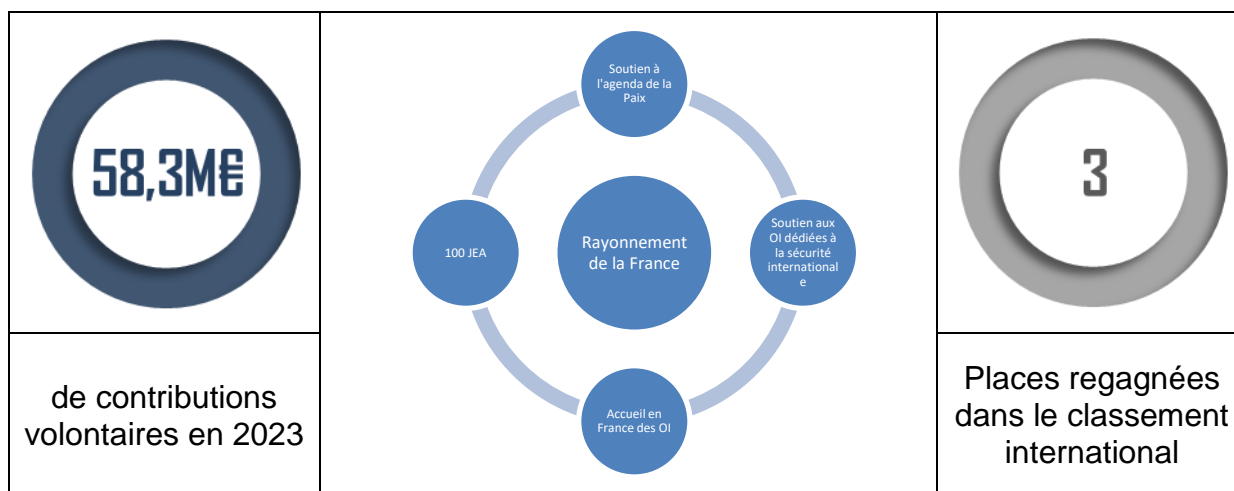 58,3M€
de contributions
volontaires en 2023
Soutien à
l'agenda de la
Paix
100 JEA
Rayonnement
de la France
Soutien aux
OI dédiées à
la sécurité
international
e
Accueil en
France des OI
3
Places regagnées
dans le classement
international